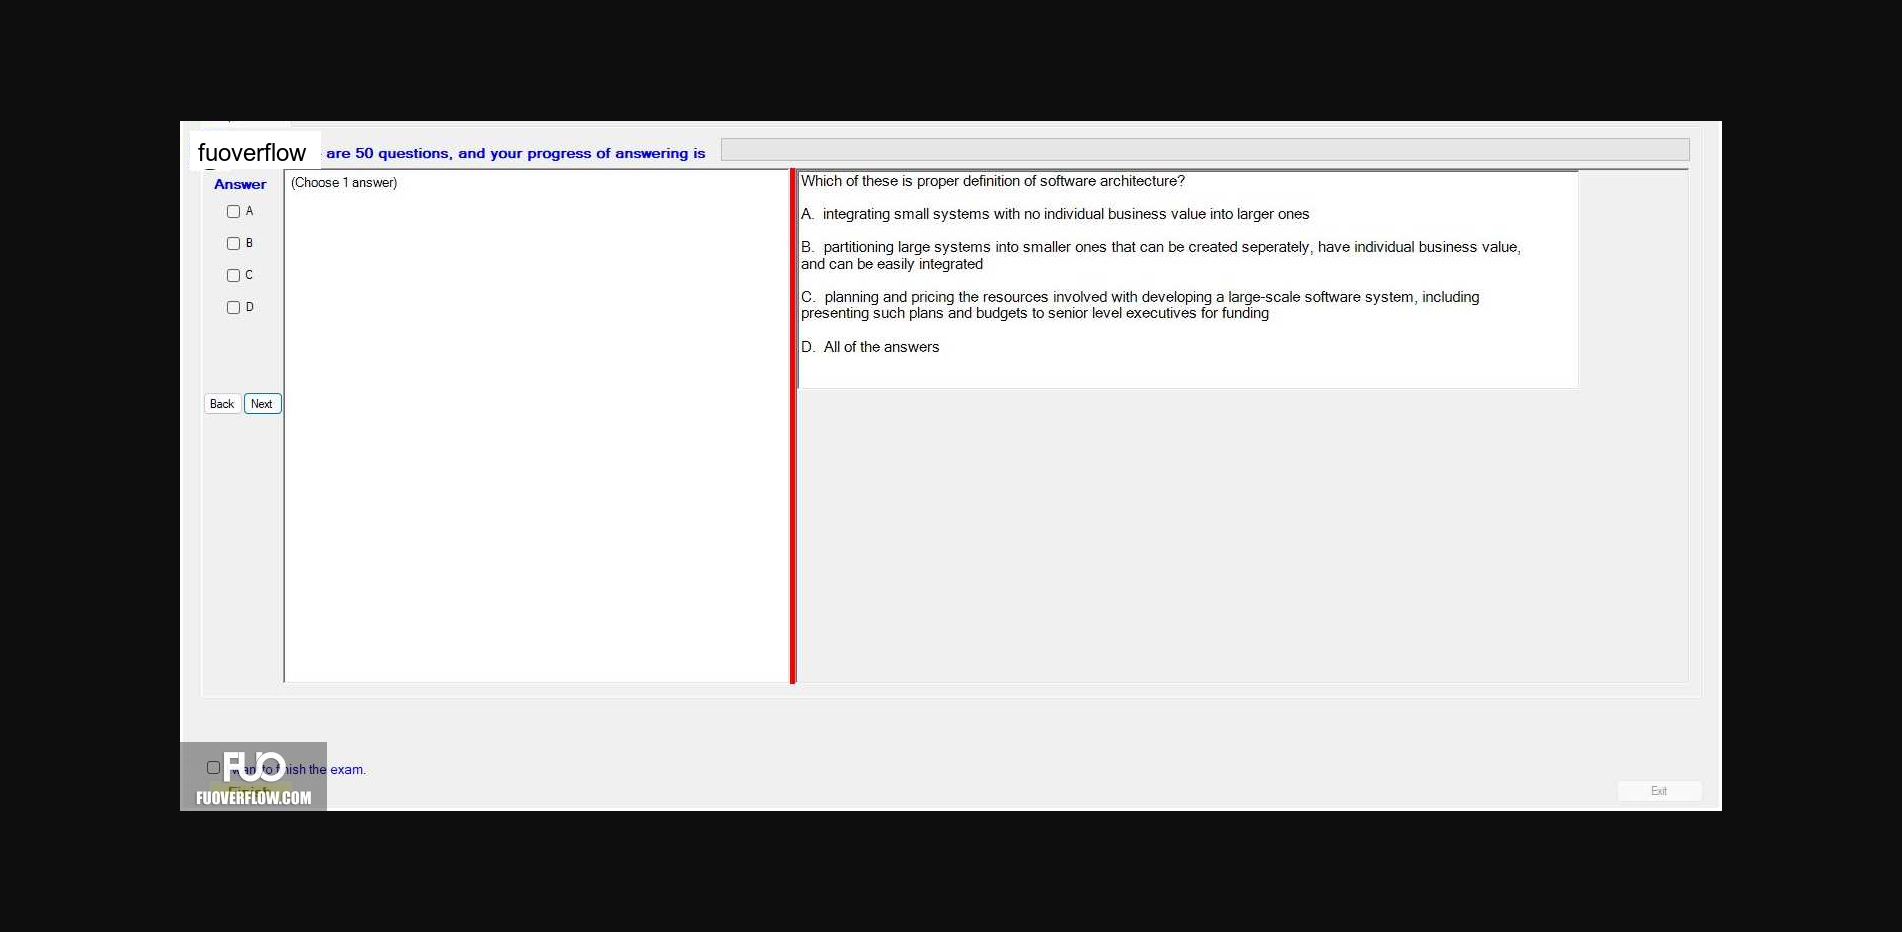 fuoverflow are 50 questions, and your progress of answering is
Answer
(Choose 1 answer)
A
B
C
D
Back Next
Which of these is proper definition of software architecture?
A. integrating small systems with no individual business value into larger ones
B. partitioning large systems into smaller ones that can be created seperately, have individual business value,
and can be easily integrated
C. planning and pricing the resources involved with developing a large-scale software system, including
presenting such plans and budgets to senior level executives for funding
D. All of the answers
FUO
to finish the exam.
Finish
FUOVERFLOW.COM
Exit